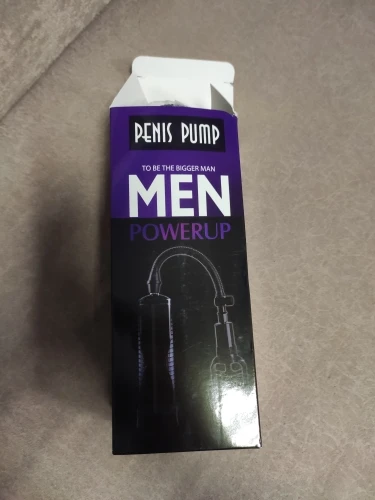 PENIS PUMP
TO BE THE BIGGER MAN
MEN
POWERUP